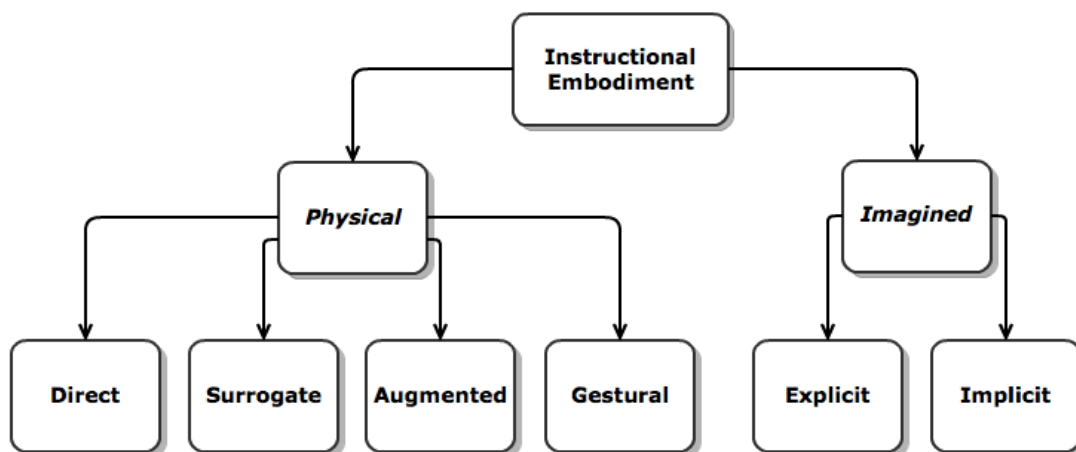 Instructional
Embodiment
Physical
Imagined
Direct
Surrogate
Augmented
Gestural
Explicit
Implicit